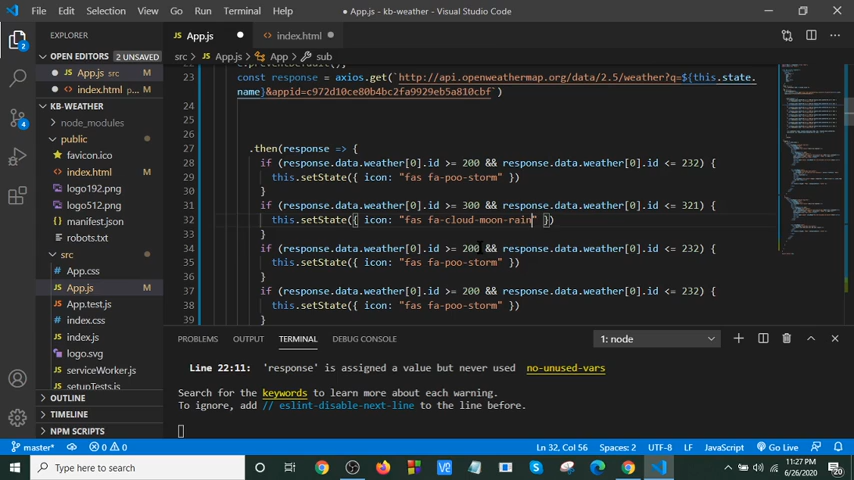 File Edit Selection View Go Run Terminal Help
● App.js - kb-weather - Visual Studio Code
EXPLORER
App.js
index.html
OPEN EDITORS 2 UNSAVED
App.js src M
index.html p... M
KB-WEATHER
node_modules
public
favicon.ico
index.html M
logo192.png
logo512.png
manifest.json
robots.txt
src
App.css
App.js M
App.test.js
index.css
index.js
logo.svg
serviceWorker.js
setupTests.js
OUTLINE
TIMELINE
NPM SCRIPTS
src > App.js > App > sub
e.preventDefault();
23 const response = axios.get(`http://api.openweathermap.org/data/2.5/weather?q=${this.state.
name}&appid=c972d10ce80b4bc2fa9929eb5a810cbf`)
24
25
26
27 .then(response => {
28 if (response.data.weather[0].id >= 200 && response.data.weather[0].id <= 232) {
29 this.setState({ icon: "fas fa-poo-storm" })
30 }
31 if (response.data.weather[0].id >= 300 && response.data.weather[0].id <= 321) {
32 this.setState({ icon: "fas fa-cloud-moon-rain" })
33 }
34 if (response.data.weather[0].id >= 200 && response.data.weather[0].id <= 232) {
35 this.setState({ icon: "fas fa-poo-storm" })
36 }
37 if (response.data.weather[0].id >= 200 && response.data.weather[0].id <= 232) {
38 this.setState({ icon: "fas fa-poo-storm" })
39 }
PROBLEMS OUTPUT TERMINAL DEBUG CONSOLE 1: node
Line 22:11: 'response' is assigned a value but never used no-unused-vars
Search for the keywords to learn more about each warning.
To ignore, add // eslint-disable-next-line to the line before.
master* 0 0 Ln 32, Col 56 Spaces: 2 UTF-8 LF JavaScript Go Live
Type here to search
11:27 PM
6/26/2020
20